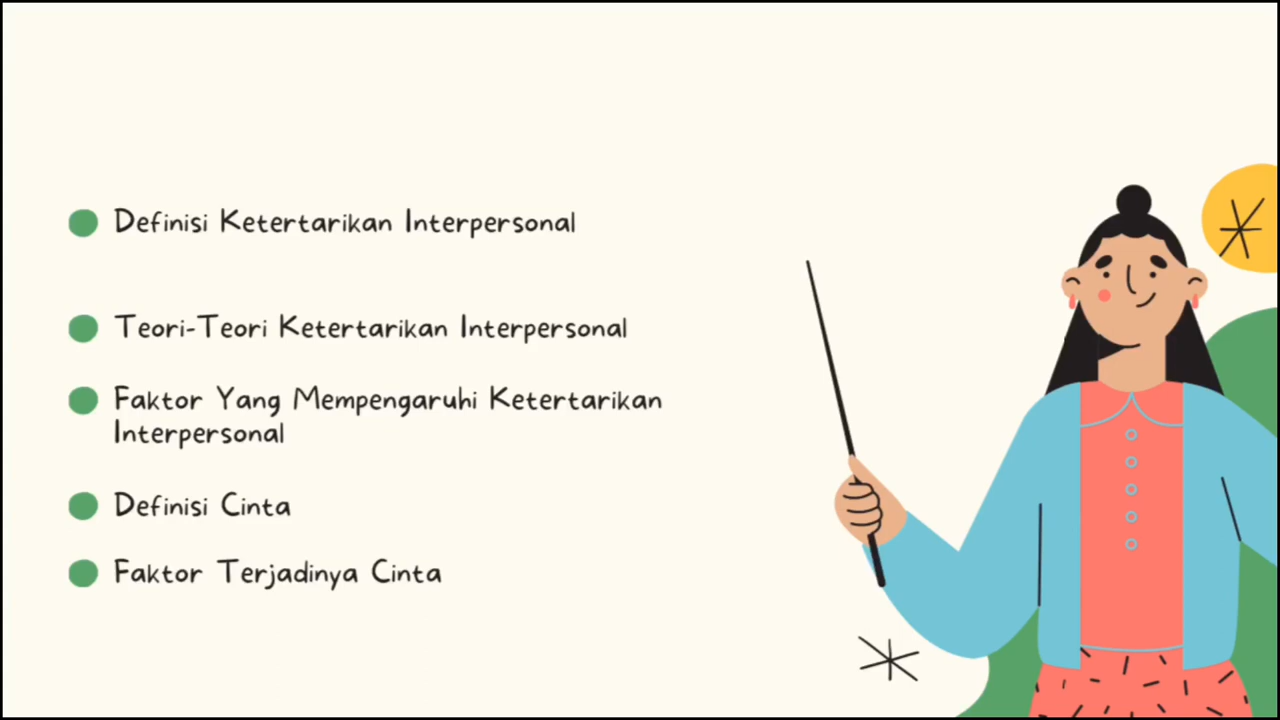 Definisi Ketertarikan Interpersonal
Teori-Teori Ketertarikan Interpersonal
Faktor Yang Mempengaruhi Ketertarikan
Interpersonal
Definisi Cinta
Faktor Terjadinya Cinta